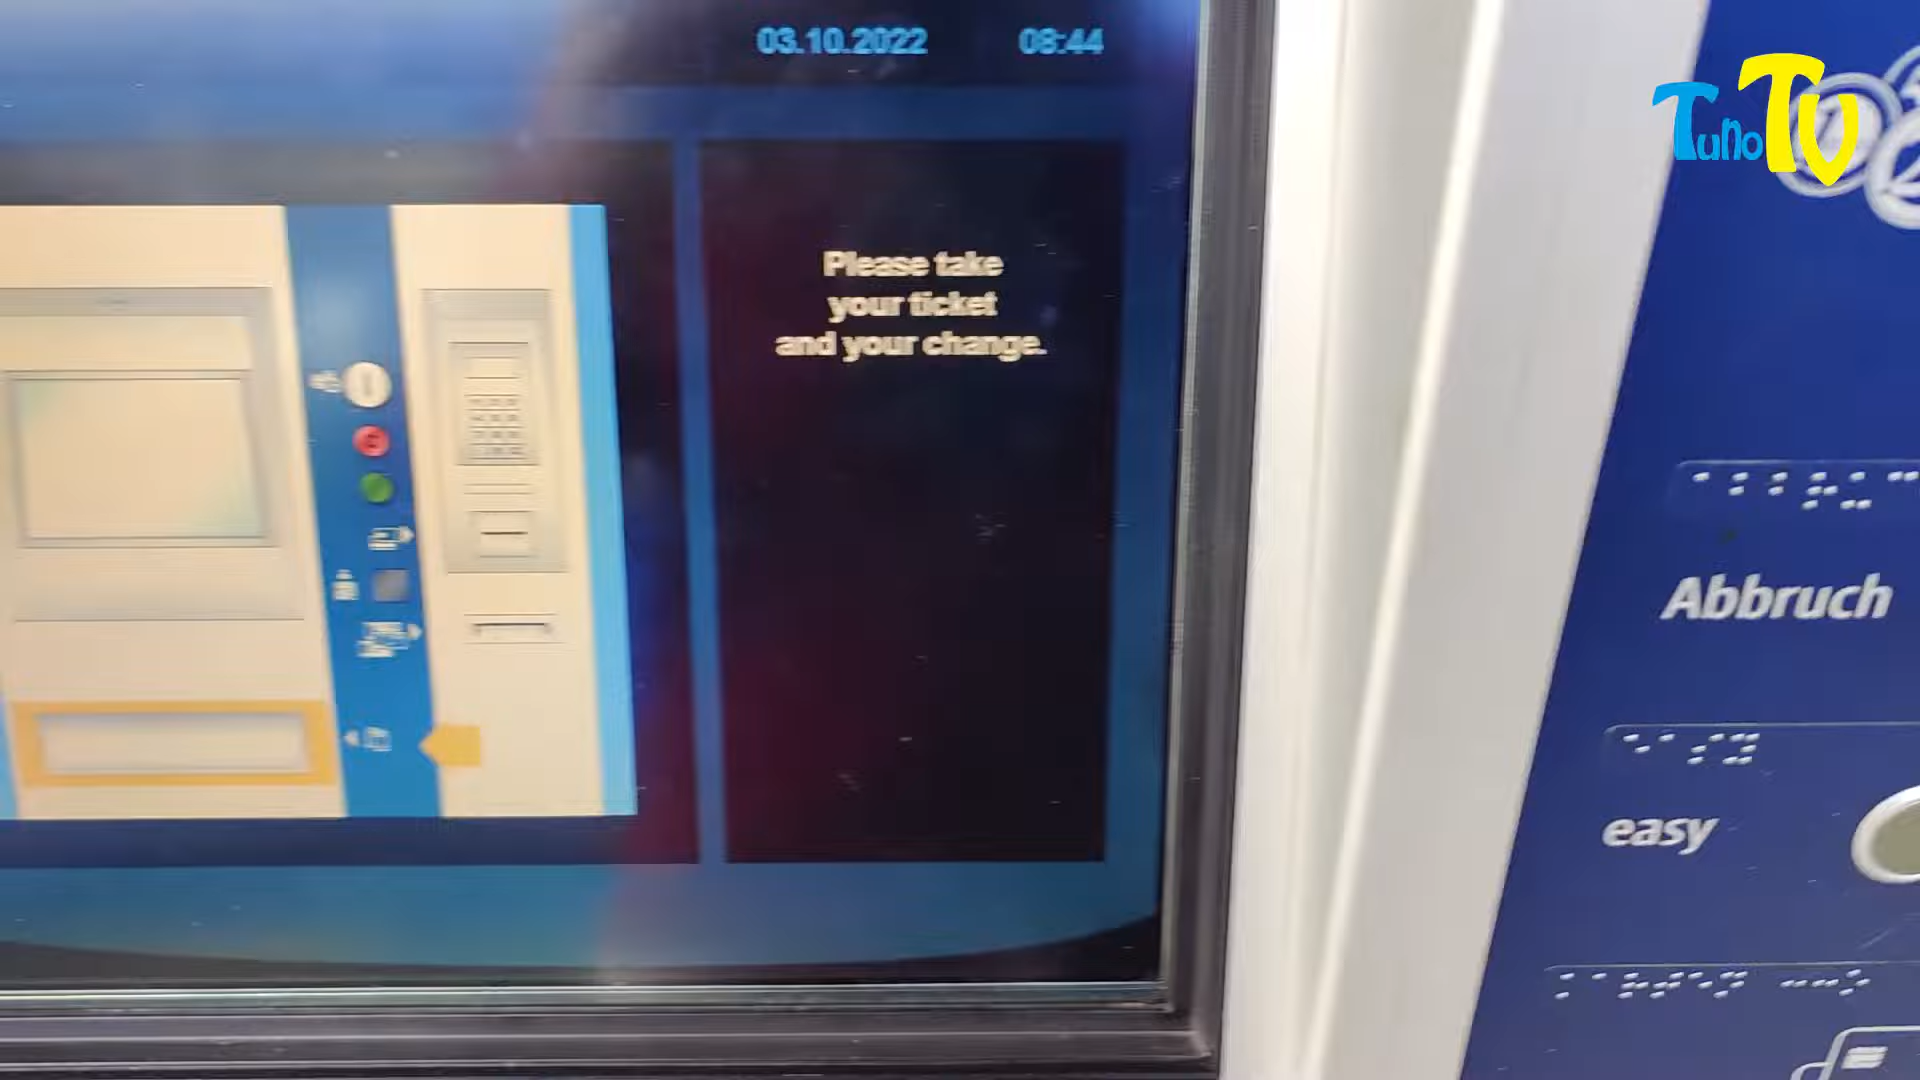 03.10.2022 08:44
TunoTV
Please take
your ticket
and your change.
Abbruch
easy